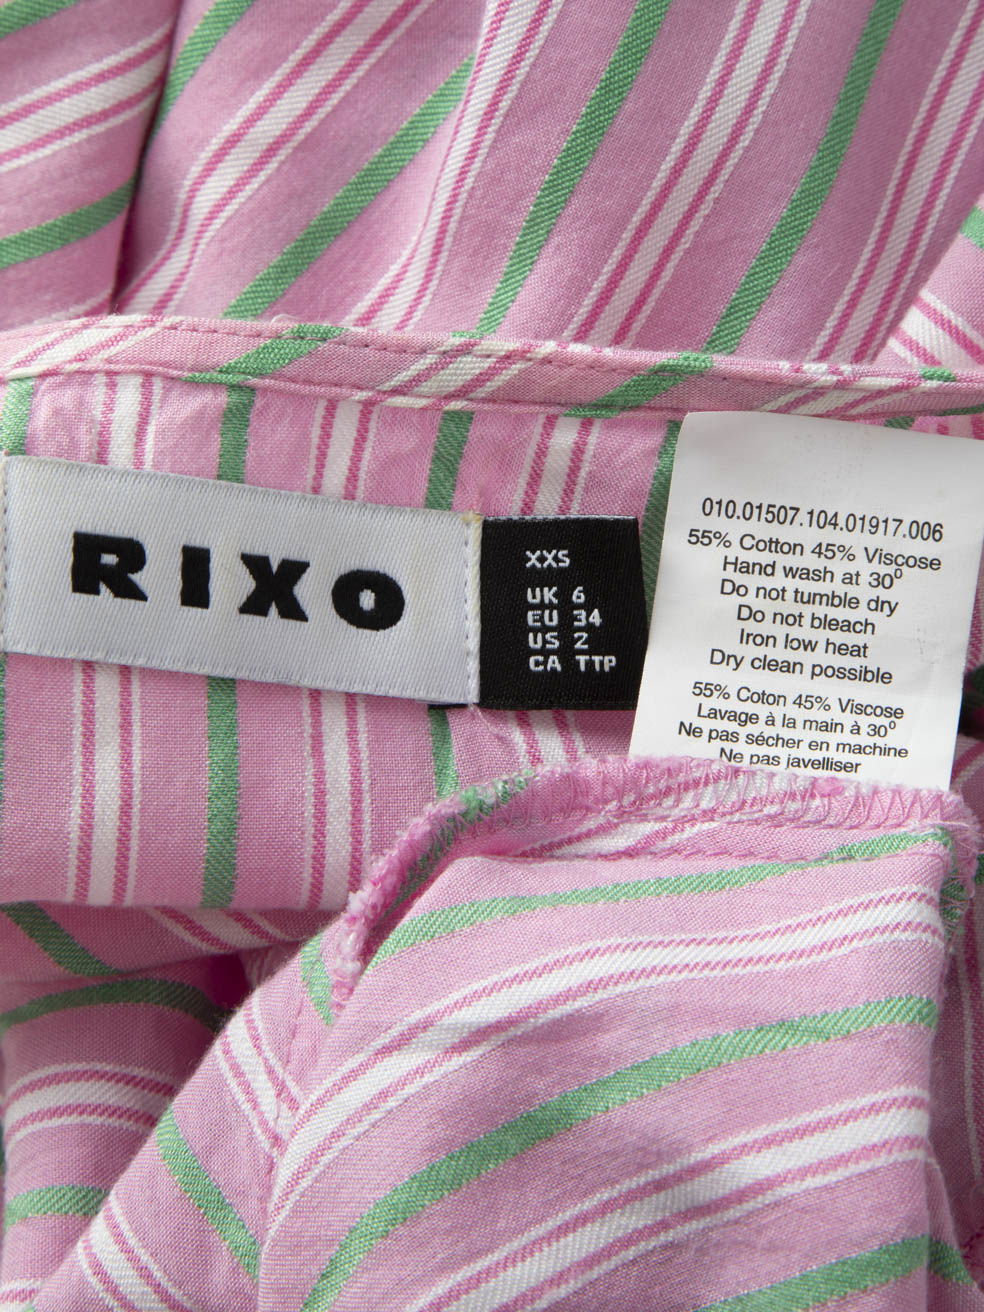 RIXO
XXS
UK 6
EU 34
US 2
CA TTP
010.01507.104.01917.006
55% Cotton 45% Viscose
Hand wash at 30⁰
Do not tumble dry
Do not bleach
Iron low heat
Dry clean possible
55% Coton 45% Viscose
Lavage à la main à 30⁰
Ne pas sécher en machine
Ne pas javelliser